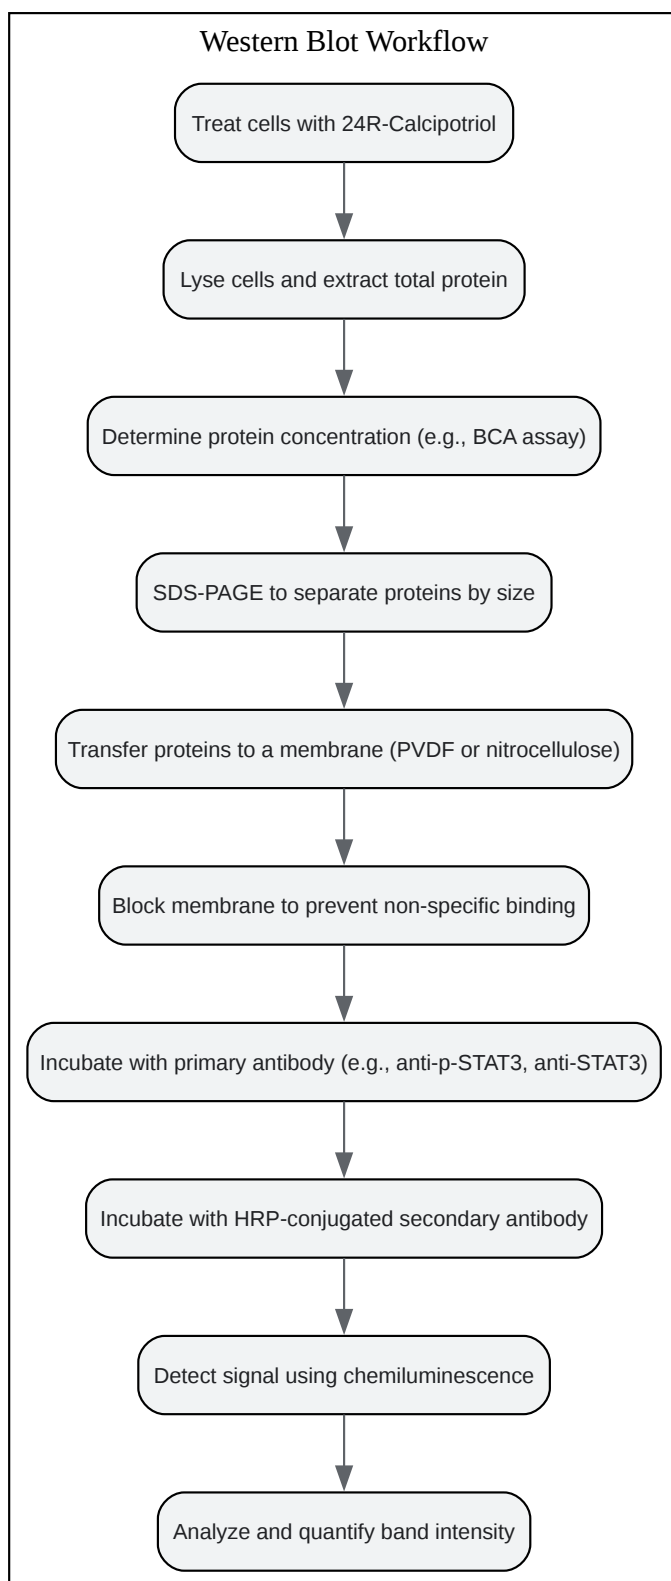 Western Blot Workflow
Treat cells with 24R-Calcipotriol
Lyse cells and extract total protein
Determine protein concentration (e.g., BCA assay)
SDS-PAGE to separate proteins by size
Transfer proteins to a membrane (PVDF or nitrocellulose)
Block membrane to prevent non-specific binding
Incubate with primary antibody (e.g., anti-p-STAT3, anti-STAT3)
Incubate with HRP-conjugated secondary antibody
Detect signal using chemiluminescence
Analyze and quantify band intensity